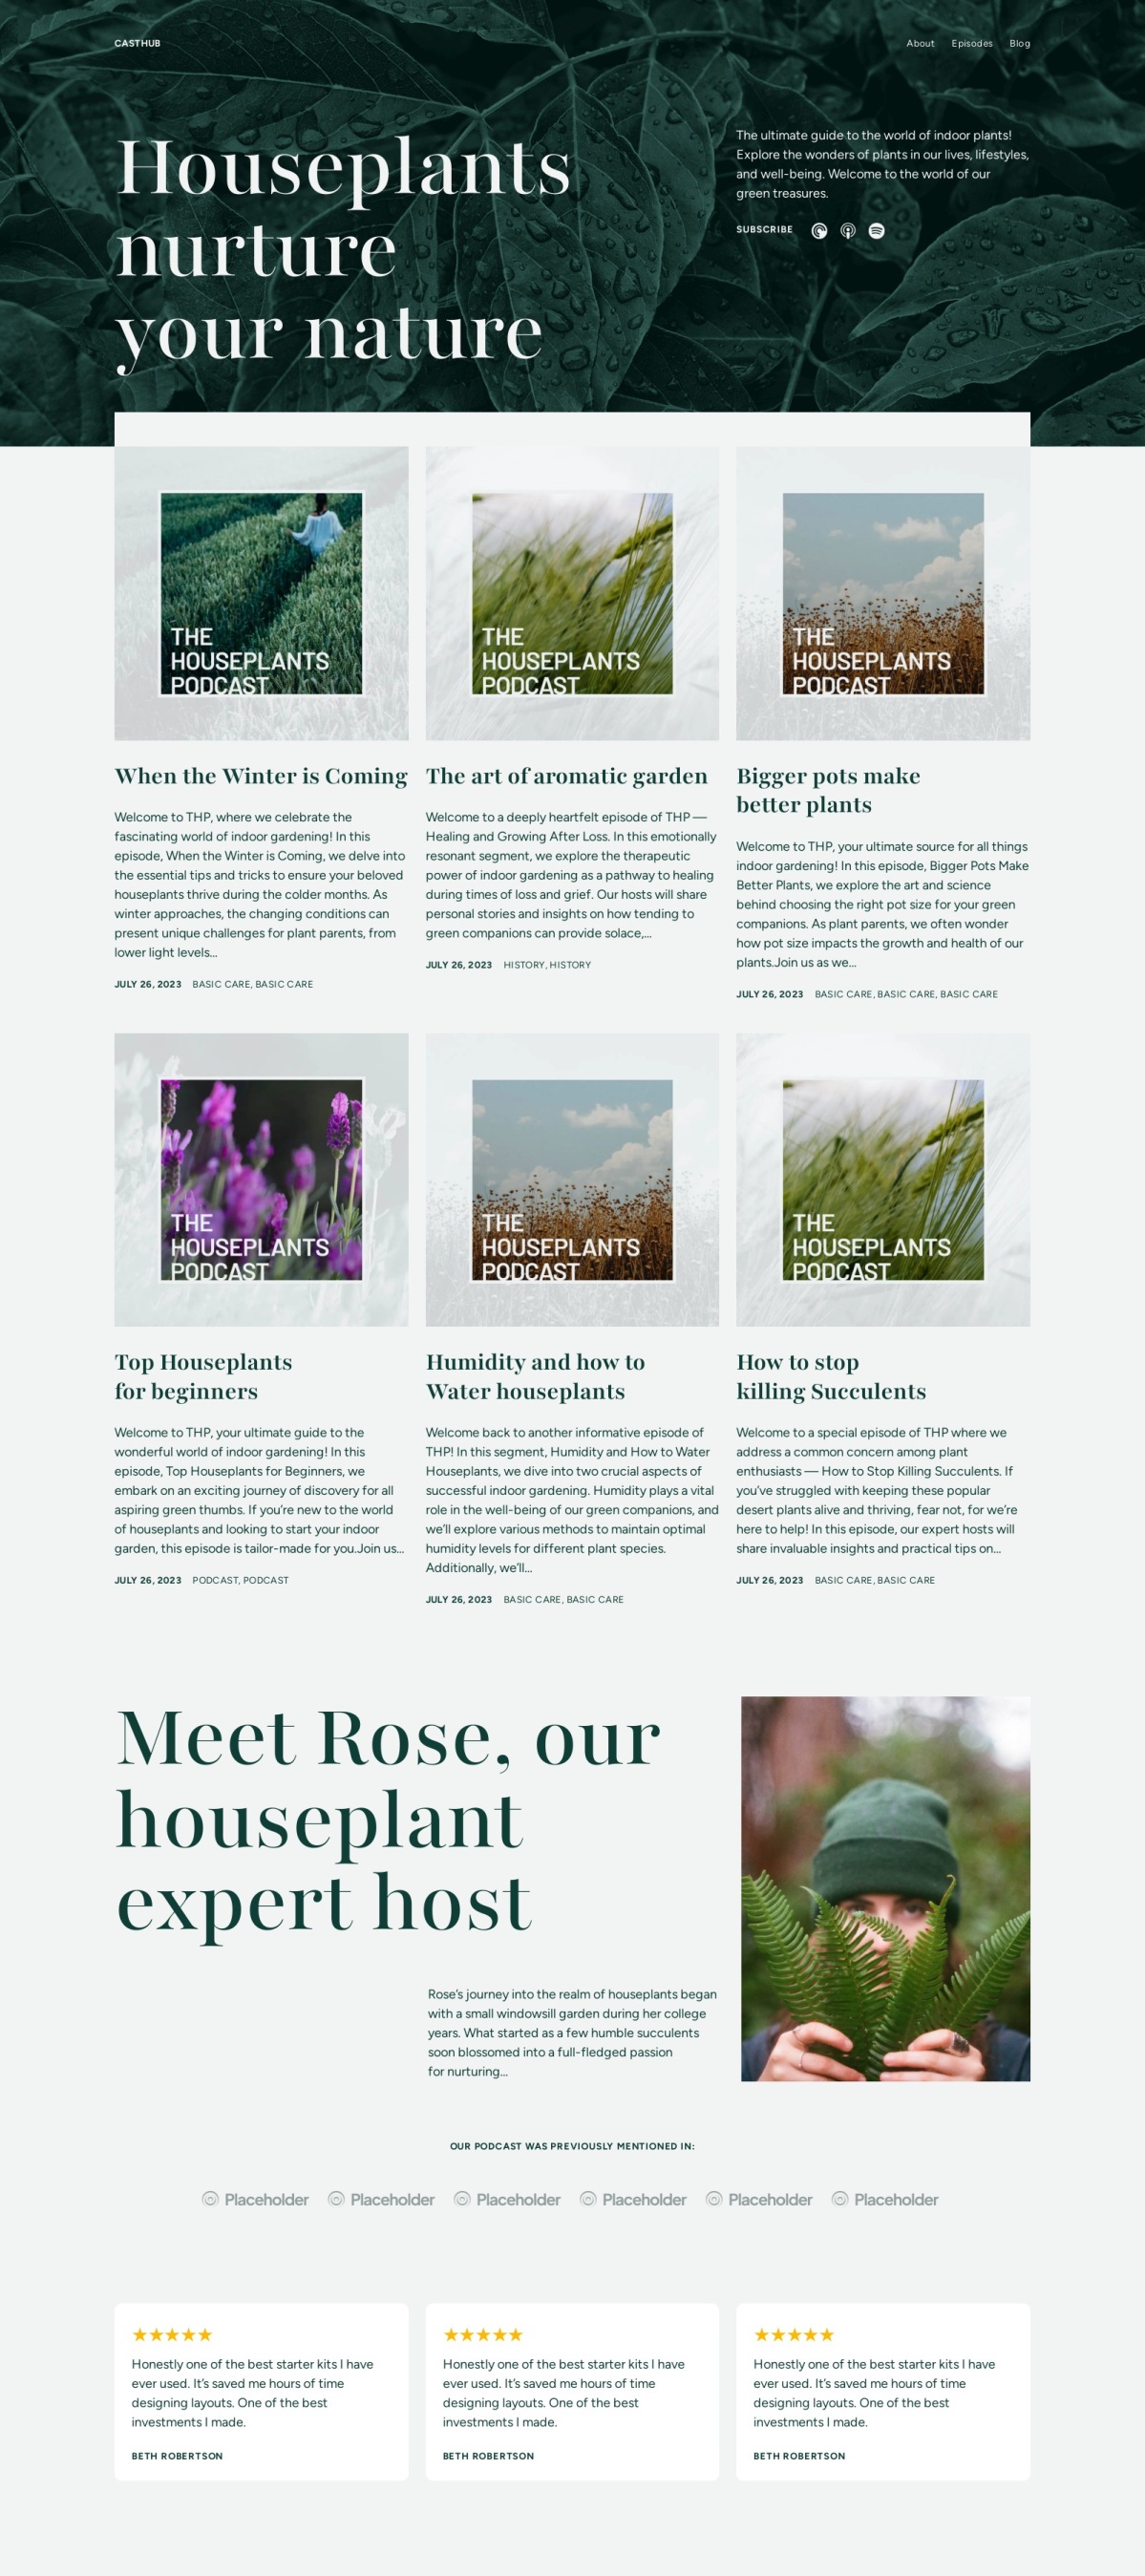 CASTHUB
About Episodes Blog
Houseplants
nurture
your nature
The ultimate guide to the world of indoor plants!
Explore the wonders of plants in our lives, lifestyles,
and well-being. Welcome to the world of our
green treasures.
SUBSCRIBE
THE
HOUSEPLANTS
PODCAST
THE
HOUSEPLANTS
PODCAST
THE
HOUSEPLANTS
PODCAST
When the Winter is Coming
Welcome to THP, where we celebrate the
fascinating world of indoor gardening! In this
episode, When the Winter is Coming, we delve into
the essential tips and tricks to ensure your beloved
houseplants thrive during the colder months. As
winter approaches, the changing conditions can
present unique challenges for plant parents, from
lower light levels...
JULY 26, 2023 BASIC CARE, BASIC CARE
The art of aromatic garden
Welcome to a deeply heartfelt episode of THP —
Healing and Growing After Loss. In this emotionally
resonant segment, we explore the therapeutic
power of indoor gardening as a pathway to healing
during times of loss and grief. Our hosts will share
personal stories and insights on how tending to
green companions can provide solace,...
JULY 26, 2023 HISTORY, HISTORY
Bigger pots make
better plants
Welcome to THP, your ultimate source for all things
indoor gardening! In this episode, Bigger Pots Make
Better Plants, we explore the art and science
behind choosing the right pot size for your green
companions. As plant parents, we often wonder
how pot size impacts the growth and health of our
plants.Join us as we...
JULY 26, 2023 BASIC CARE, BASIC CARE, BASIC CARE
THE
HOUSEPLANTS
PODCAST
THE
HOUSEPLANTS
PODCAST
THE
HOUSEPLANTS
PODCAST
Top Houseplants
for beginners
Welcome to THP, your ultimate guide to the
wonderful world of indoor gardening! In this
episode, Top Houseplants for Beginners, we
embark on an exciting journey of discovery for all
aspiring green thumbs. If you're new to the world
of houseplants and looking to start your indoor
garden, this episode is tailor-made for you.Join us...
JULY 26, 2023 PODCAST, PODCAST
Humidity and how to
Water houseplants
Welcome back to another informative episode of
THP! In this segment, Humidity and How to Water
Houseplants, we dive into two crucial aspects of
successful indoor gardening. Humidity plays a vital
role in the well-being of our green companions, and
we'll explore various methods to maintain optimal
humidity levels for different plant species.
Additionally, we'll...
JULY 26, 2023 BASIC CARE, BASIC CARE
How to stop
killing Succulents
Welcome to a special episode of THP where we
address a common concern among plant
enthusiasts — How to Stop Killing Succulents. If
you've struggled with keeping these popular
desert plants alive and thriving, fear not, for we're
here to help! In this episode, our expert hosts will
share invaluable insights and practical tips on...
JULY 26, 2023 BASIC CARE, BASIC CARE
Meet Rose, our
houseplant
expert host
Rose's journey into the realm of houseplants began
with a small windowsill garden during her college
years. What started as a few humble succulents
soon blossomed into a full-fledged passion
for nurturing...
OUR PODCAST WAS PREVIOUSLY MENTIONED IN:
Placeholder Placeholder Placeholder Placeholder Placeholder Placeholder
Honestly one of the best starter kits I have
ever used. It's saved me hours of time
designing layouts. One of the best
investments I made.
BETH ROBERTSON
Honestly one of the best starter kits I have
ever used. It's saved me hours of time
designing layouts. One of the best
investments I made.
BETH ROBERTSON
Honestly one of the best starter kits I have
ever used. It's saved me hours of time
designing layouts. One of the best
investments I made.
BETH ROBERTSON